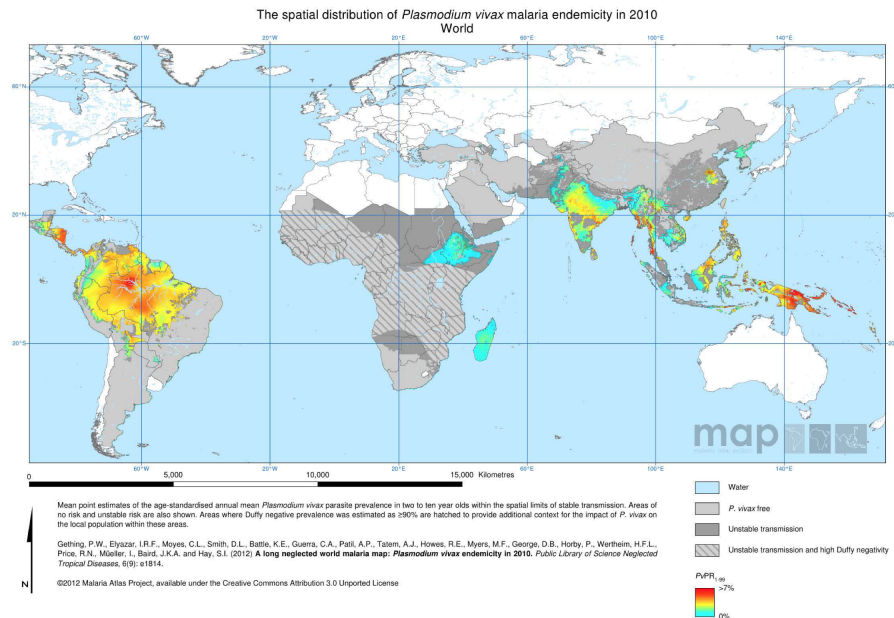 The spatial distribution of Plasmodium vivax malaria endemicity in 2010
World
60°W 20°W 20°E 60°E 100°E 140°E
60°N
20°N
20°S
60°W 20°W 20°E 60°E 100°E 140°E
map
0 5,000 10,000 15,000 Kilometres
Mean point estimates of the age-standardised annual mean Plasmodium vivax parasite prevalence in two to ten year olds within the spatial limits of stable transmission. Areas of
no risk and unstable risk are also shown. Areas where Duffy negative prevalence was estimated as ≥90% are hatched to provide additional context for the impact of P. vivax on
the local population within these areas.
Gething, P.W., Elyazar, I.R.F., Moyes, C.L., Smith, D.L., Battle, K.E., Guerra, C.A., Patil, A.P., Tatem, A.J., Howes, R.E., Myers, M.F., George, D.B., Horby, P., Wertheim, H.F.L.,
Price, R.N., Müeller, I., Baird, J.K.A. and Hay, S.I. (2012) A long neglected world malaria map: Plasmodium vivax endemicity in 2010. Public Library of Science Neglected
Tropical Diseases, 6(9): e1814.
N
©2012 Malaria Atlas Project, available under the Creative Commons Attribution 3.0 Unported License
Water
P. vivax free
Unstable transmission
Unstable transmission and high Duffy negativity
PvPR1-99
>7%
0%